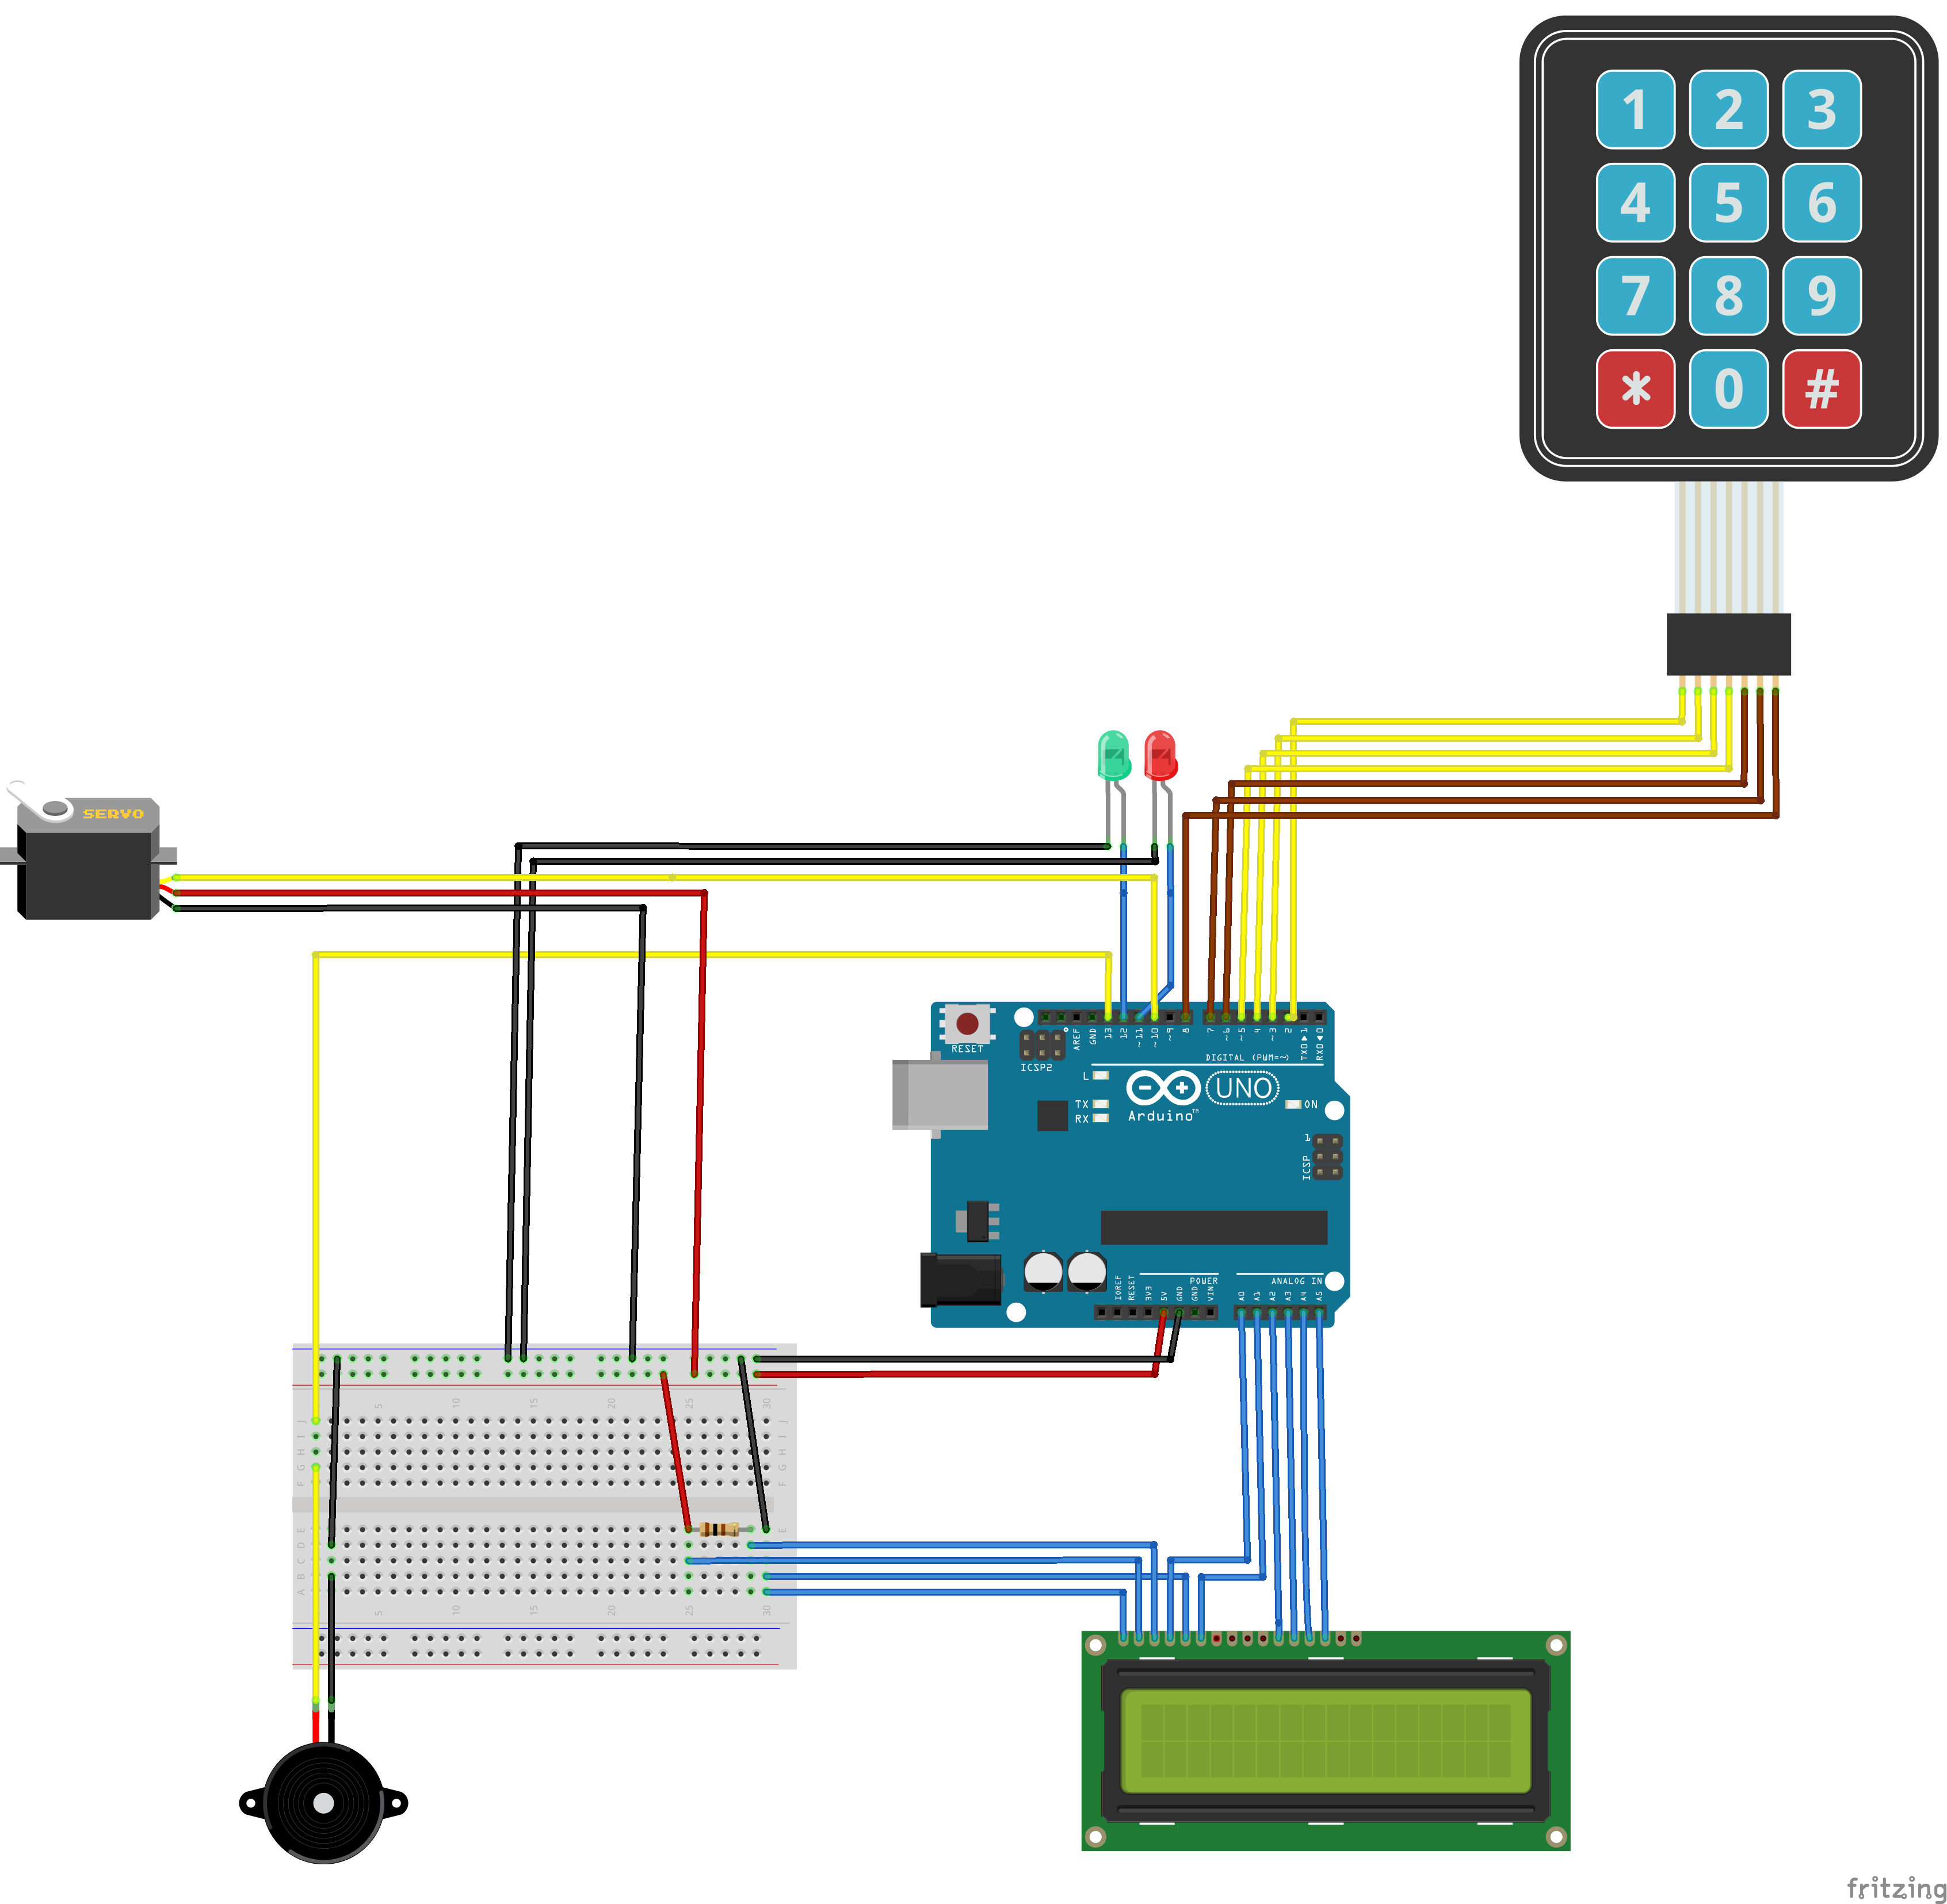 1 2 3
4 5 6
7 8 9
* 0 #
SERVO
RESET
ICSP2
AREF
GND
13
12
~11
~10
~9
8
7
~6
~5
4
~3
2
TX0 1
RX0 0
DIGITAL (PWM=~)
L
TX
RX
UNO
Arduino™
ON
1
ICSP
POWER
ANALOG IN
IOREF
RESET
3V3
5V
GND
GND
VIN
A0
A1
A2
A3
A4
A5
5 10 15 20 25 30
J J
I I
H H
G G
F F
E E
D
C
B
A
5 10 15 20 25 30
fritzing